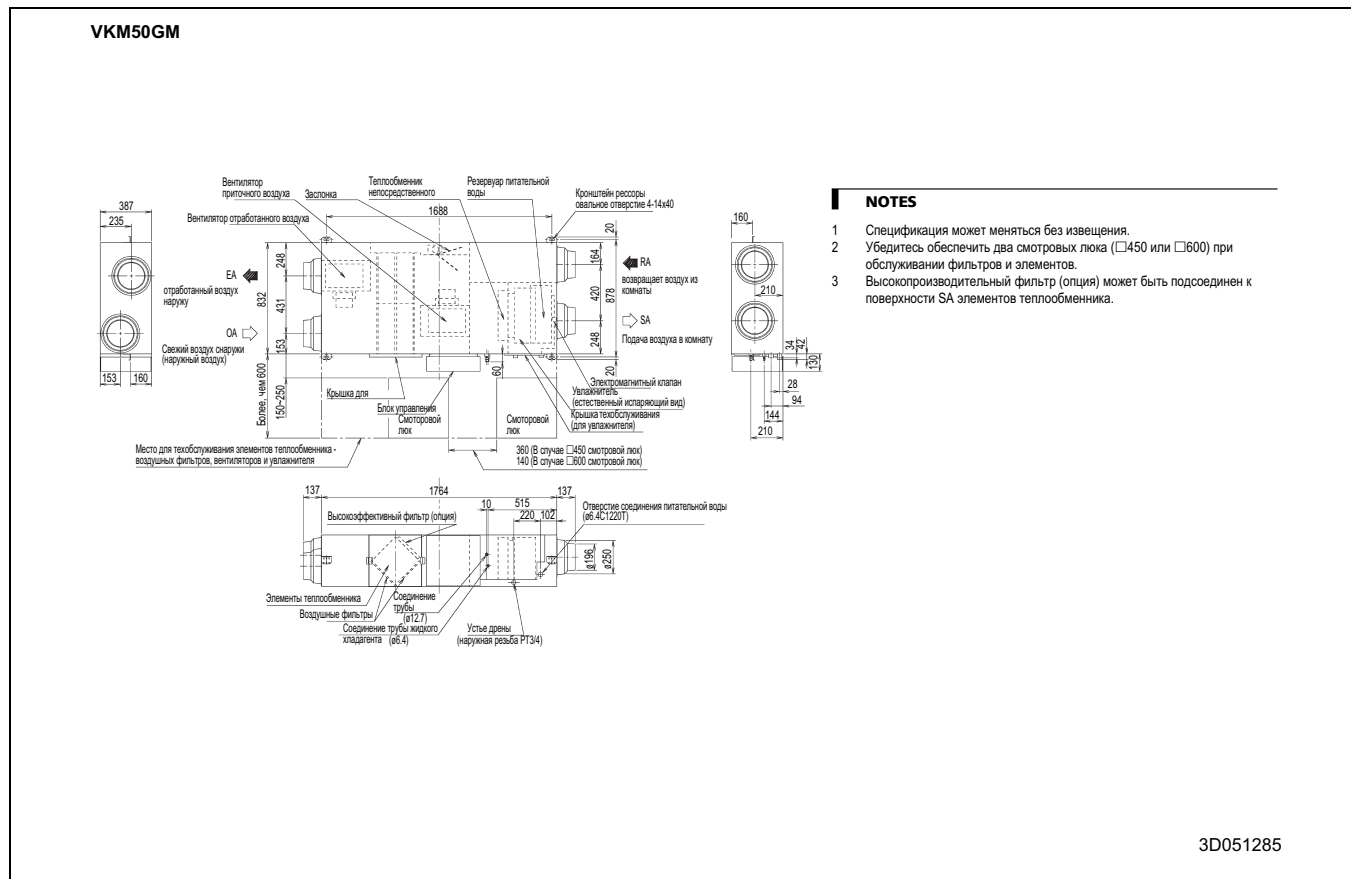 VKM50GM
Вентилятор
приточного воздуха
Заслонка
Теплообменник
непосредственного
Резервуар питательной
воды
Кронштейн рессоры
овальное отверстие 4-14x40
Вентилятор отработанного воздуха
387
235
1688
20
160
EA
отработанный воздух
наружу
OA
Свежий воздух снаружи
(наружный воздух)
248
832
431
153
164
420
878
248
20
RA
возвращает воздух из
комнаты
SA
Подача воздуха в комнату
210
34
42
130
28
94
144
210
153
160
Более, чем 600
150~250
60
Крышка для
Блок управления
Смоторовой
люк
Смоторовой
люк
Электромагнитный клапан
Увлажнитель
(естественный испаряющий вид)
Крышка техобслуживания
(для увлажнителя)
Место для техобслуживания элементов теплообменника -
воздушных фильтров, вентиляторов и увлажнителя
360 (В случае □450 смотровой люк)
140 (В случае □600 смотровой люк)
137
1764
137
10
515
220
102
Отверстие соединения питательной воды
(ø6.4C1220T)
Высокоэффективный фильтр (опция)
ø196
ø250
Элементы теплообменника
Воздушные фильтры
Соединение
трубы
(ø12.7)
Соединение трубы жидкого
хладагента (ø6.4)
Устье дрены
(наружная резьба PT3/4)
NOTES
1 Спецификация может меняться без извещения.
2 Убедитесь обеспечить два смотровых люка (□450 или □600) при
обслуживании фильтров и элементов.
3 Высокопроизводительный фильтр (опция) может быть подсоединен к
поверхности SA элементов теплообменника.
3D051285